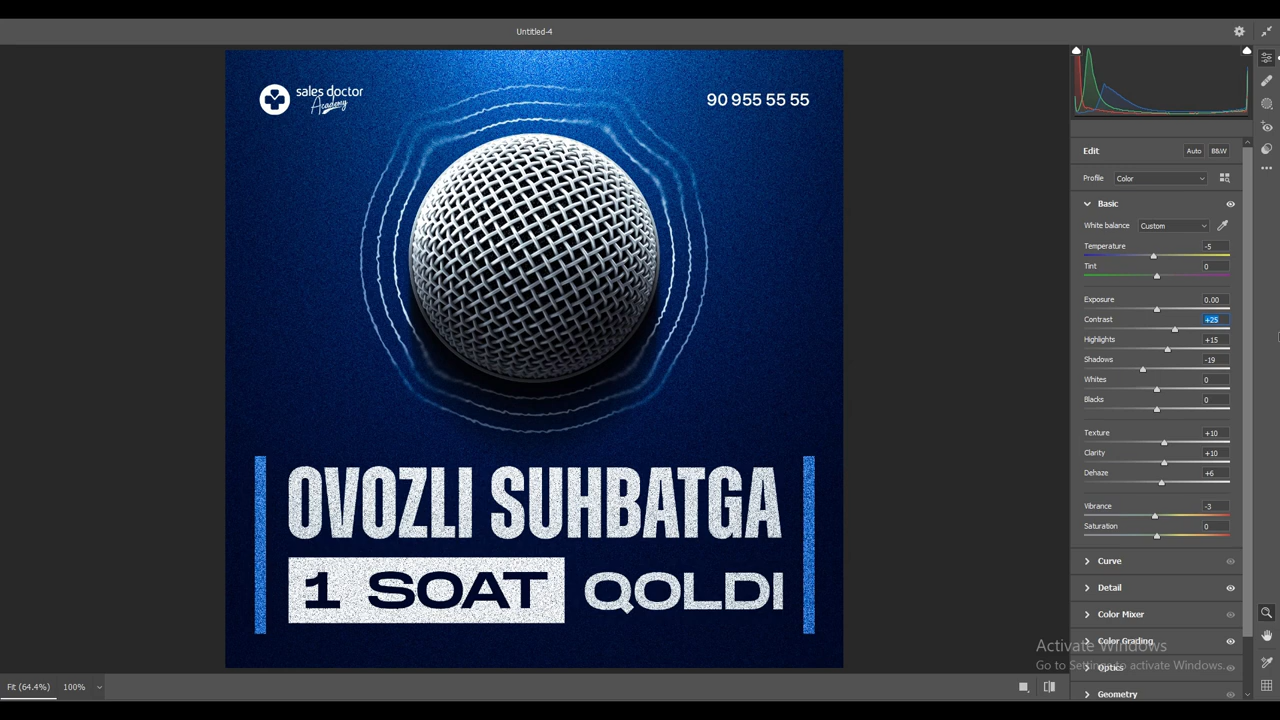 Untitled-4
sales doctor
Academy
90 955 55 55
OVOZLI SUHBATGA
1 SOAT QOLDI
Edit
Auto
B&W
Profile
Color
Basic
White balance
Custom
Temperature
-5
Tint
0
Exposure
0.00
Contrast
+25
Highlights
+15
Shadows
-19
Whites
0
Blacks
0
Texture
+10
Clarity
+10
Dehaze
+6
Vibrance
-3
Saturation
0
Curve
Detail
Color Mixer
Color Grading
Optics
Geometry
Activate Windows
Go to Settings to activate Windows.
Fit (64.4%)
100%